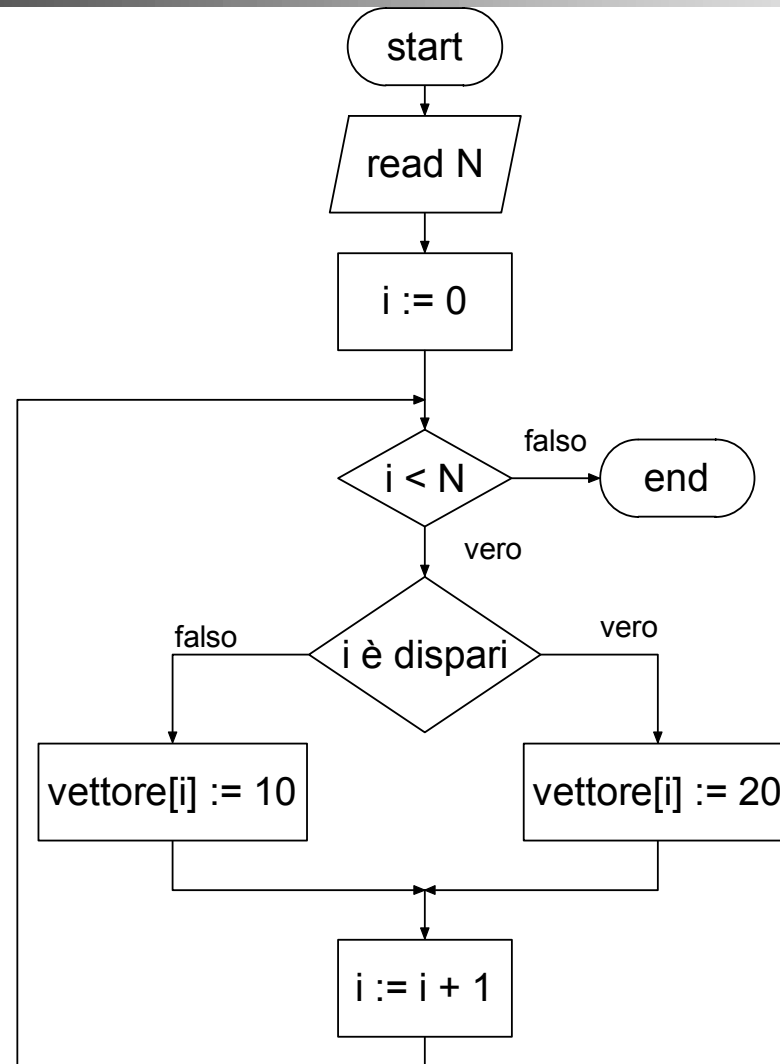 start
read N
i := 0
i < N
falso
end
vero
i è dispari
falso
vero
vettore[i] := 10
vettore[i] := 20
i := i + 1